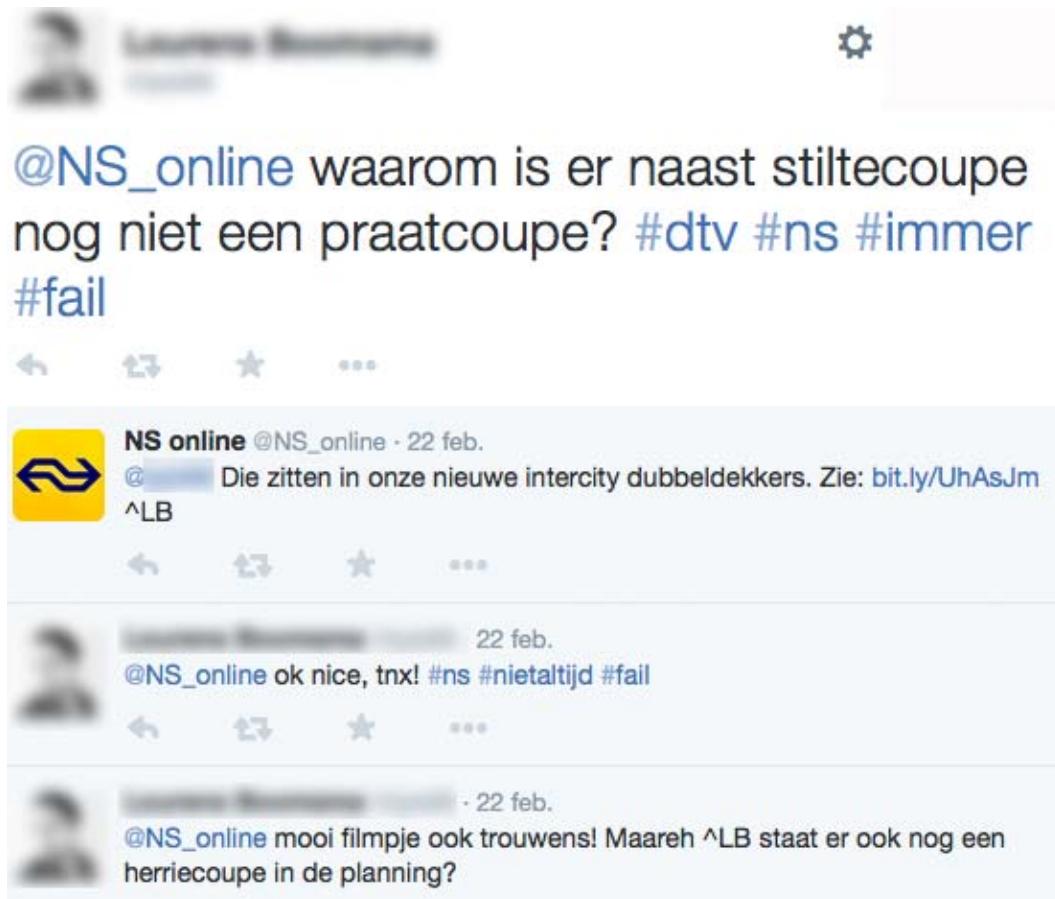 @NS_online waarom is er naast stiltecoupe
nog niet een praatcoupe? #dtv #ns #immer
#fail
NS online @NS_online · 22 feb.
@ Die zitten in onze nieuwe intercity dubbeldekkers. Zie: bit.ly/UhAsJm
^LB
22 feb.
@NS_online ok nice, tnx! #ns #nietaltijd #fail
· 22 feb.
@NS_online mooi filmpje ook trouwens! Maareh ^LB staat er ook nog een
herriecoupe in de planning?